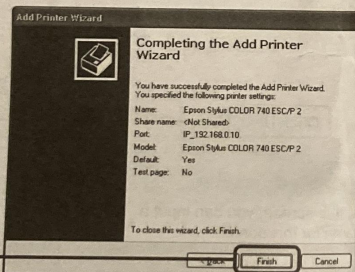 Add Printer Wizard
Completing the Add Printer
Wizard
You have successfully completed the Add Printer Wizard.
You specified the following printer settings:
Name: Epson Stylus COLOR 740 ESC/P 2
Share name: <Not Shared>
Port: IP_192.168.0.10
Model: Epson Stylus COLOR 740 ESC/P 2
Default: Yes
Test page: No
To close this wizard, click Finish.
< Back Finish Cancel